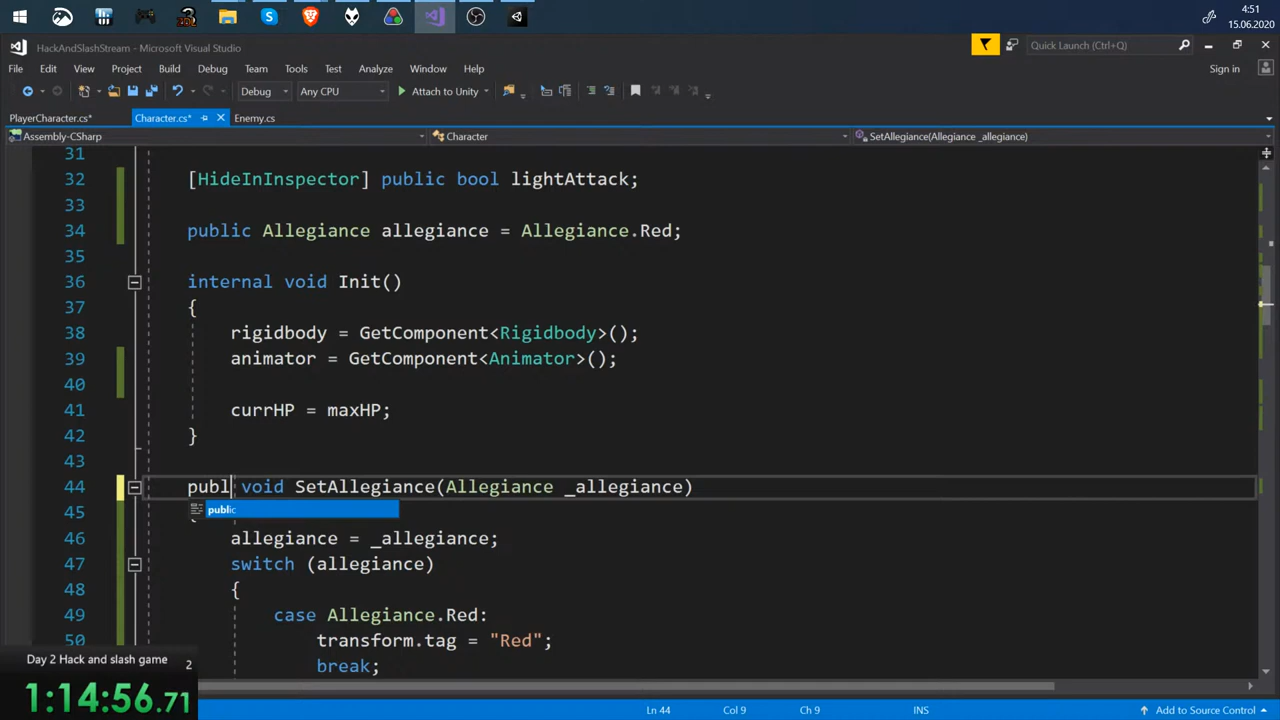 4:51
15.06.2020
HackAndSlashStream - Microsoft Visual Studio
Quick Launch (Ctrl+Q)
File Edit View Project Build Debug Team Tools Test Analyze Window Help
Sign in
Debug Any CPU Attach to Unity
PlayerCharacter.cs* Character.cs* Enemy.cs
Assembly-CSharp Character SetAllegiance(Allegiance _allegiance)
31
32 [HideInInspector] public bool lightAttack;
33
34 public Allegiance allegiance = Allegiance.Red;
35
36 internal void Init()
37 {
38 rigidbody = GetComponent<Rigidbody>();
39 animator = GetComponent<Animator>();
40
41 currHP = maxHP;
42 }
43
44 publ void SetAllegiance(Allegiance _allegiance)
public
45 {
46 allegiance = _allegiance;
47 switch (allegiance)
48 {
49 case Allegiance.Red:
50 transform.tag = "Red";
break;
Day 2 Hack and slash game 2
1:14:56.71
Ln 44 Col 9 Ch 9 INS Add to Source Control